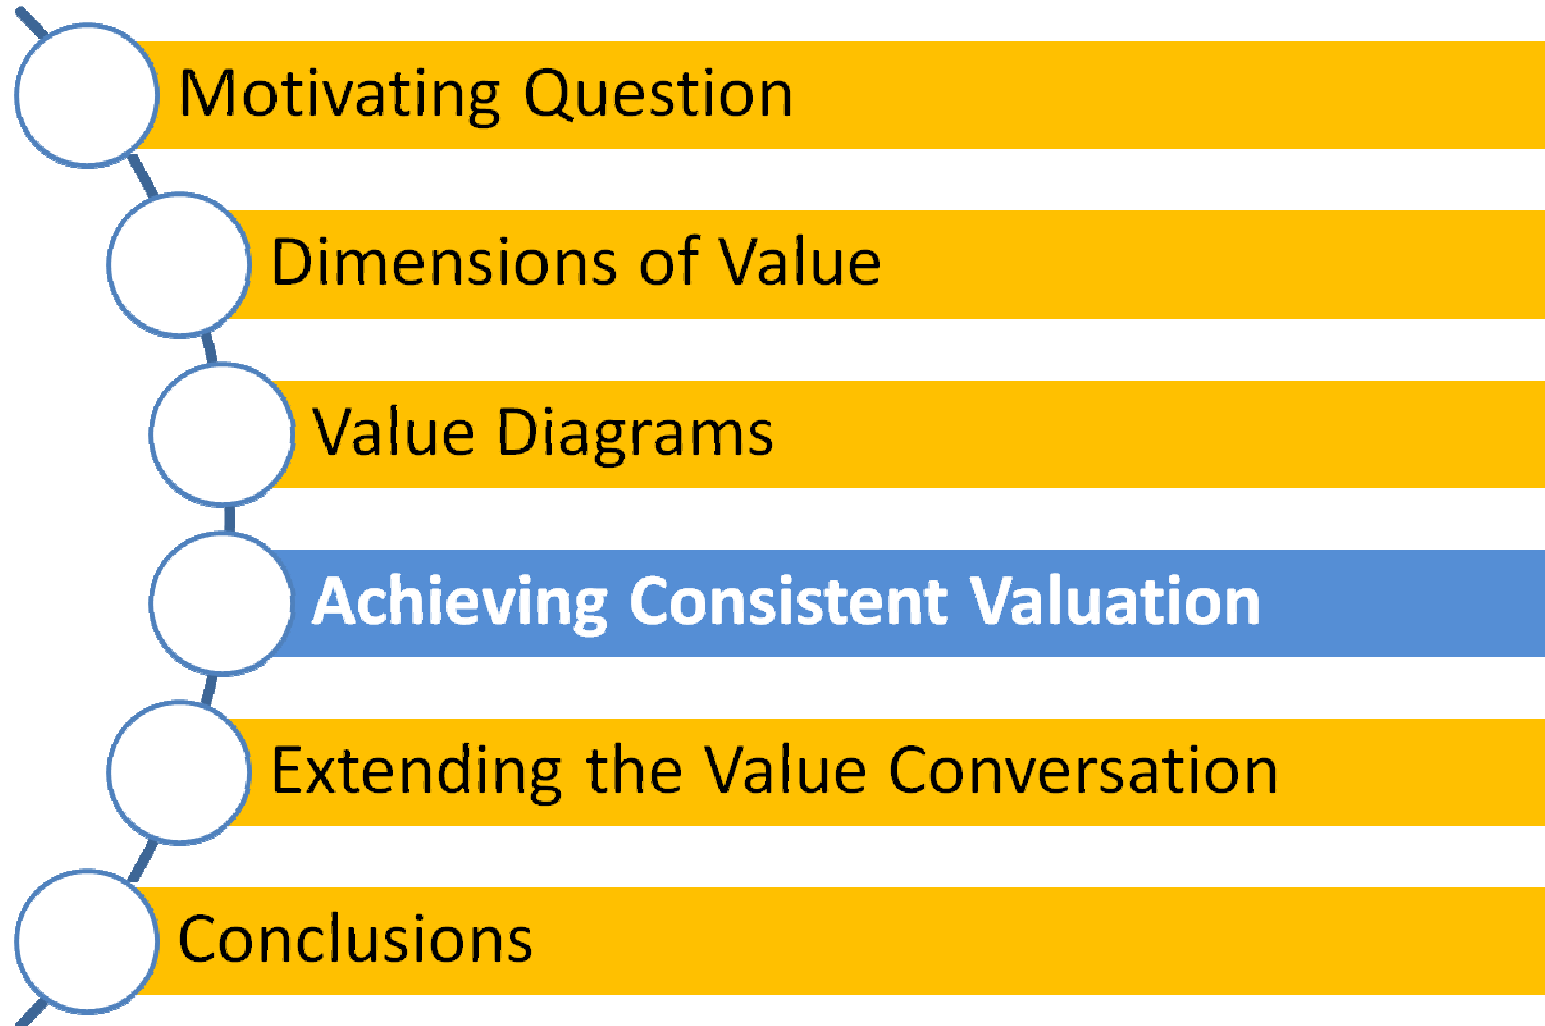 Motivating Question
Dimensions of Value
Value Diagrams
Achieving Consistent Valuation
Extending the Value Conversation
Conclusions